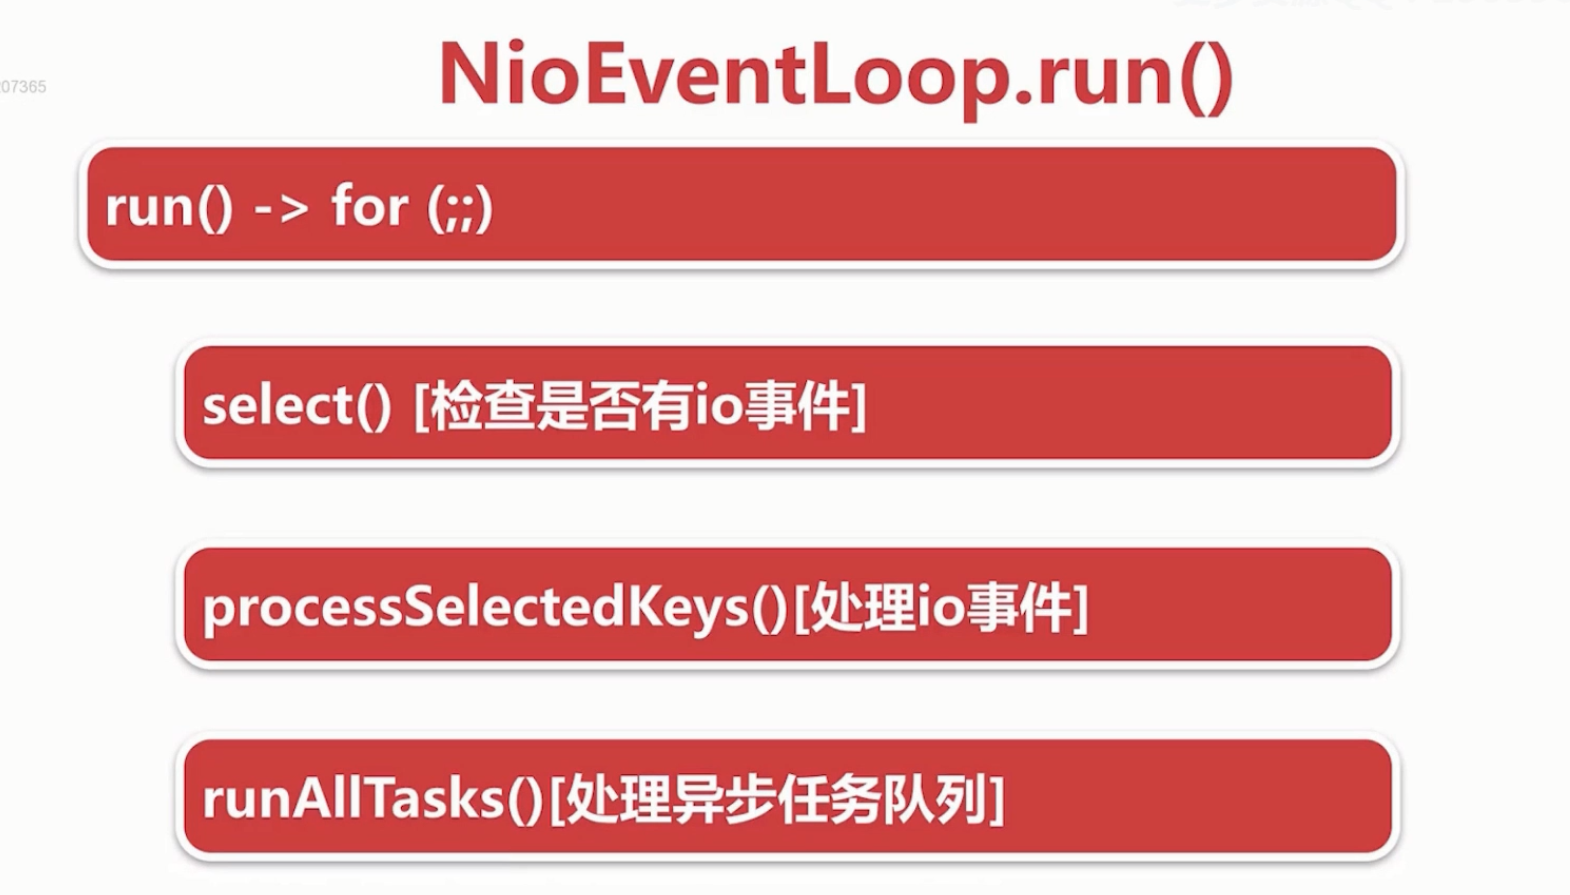 NioEventLoop.run()
07365
run() -> for (;;)
select() [检查是否有io事件]
processSelectedKeys()[处理io事件]
runAllTasks()[处理异步任务队列]